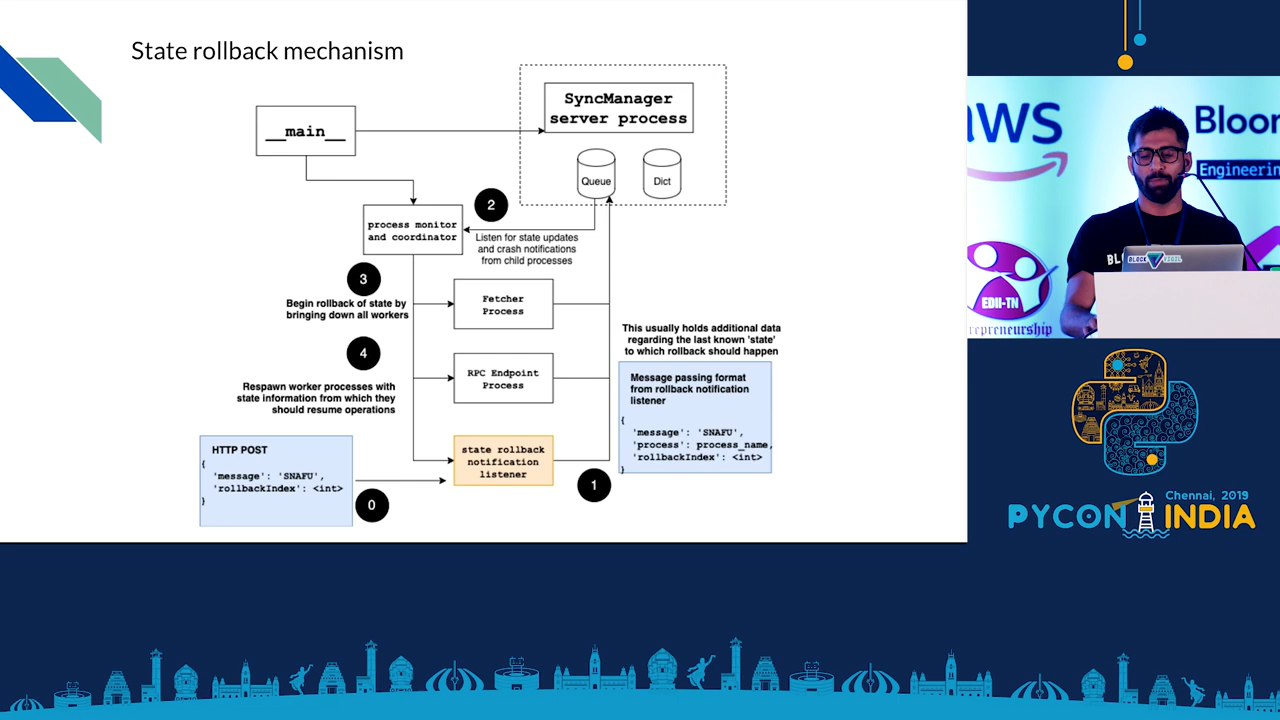 State rollback mechanism
__main__
SyncManager
server process
Queue
Dict
2
process monitor
and coordinator
Listen for state updates
and crash notifications
from child processes
3
Begin rollback of state by
bringing down all workers
Fetcher
Process
This usually holds additional data
regarding the last known 'state'
to which rollback should happen
4
Respawn worker processes with
state information from which they
should resume operations
RPC Endpoint
Process
Message passing format
from rollback notification
listener
{
'message': 'SNAFU',
'process': process_name,
'rollbackIndex': <int>
}
HTTP POST
{
'message': 'SNAFU',
'rollbackIndex': <int>
}
0
state rollback
notification
listener
1
aws
Bloom
Engineerin
BLOCK VIGIL
EDII-TN
repreneurship
Chennai, 2019
PYCON INDIA